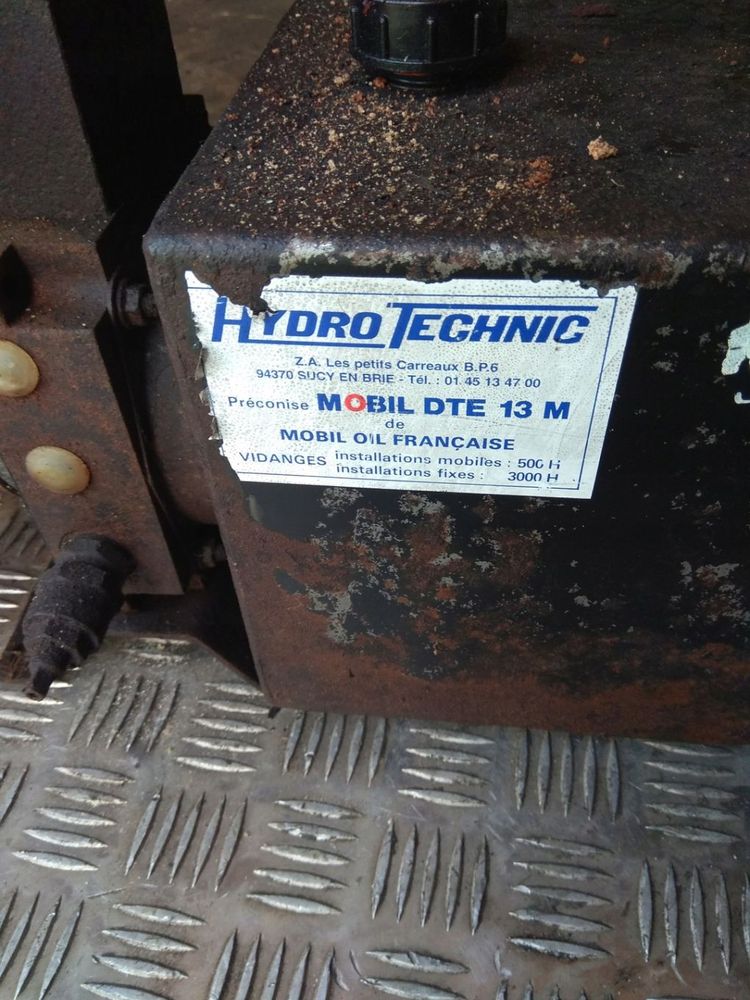 HYDRO TECHNIC
Z.A. Les petits Carreaux B.P.6
94370 SUCY EN BRIE - Tél. : 01 45 13 47 00
Préconise MOBIL DTE 13 M
de
MOBIL OIL FRANÇAISE
VIDANGES installations mobiles : 500 H
installations fixes : 3000 H